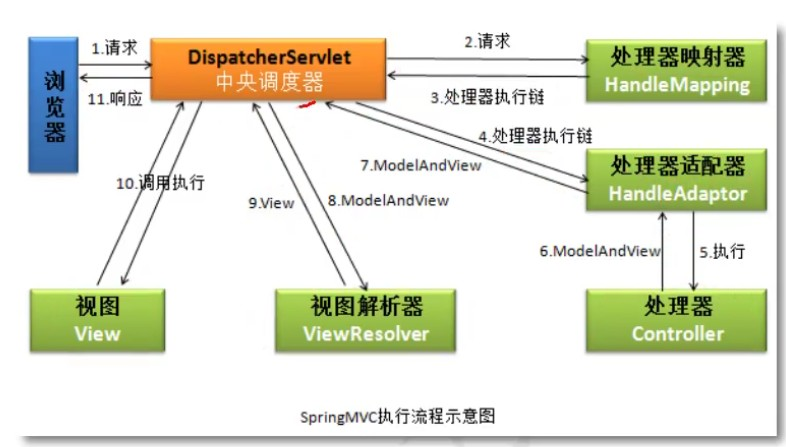 1.请求
DispatcherServlet
中央调度器
2.请求
处理器映射器
HandleMapping
浏览器
11.响应
3.处理器执行链
4.处理器执行链
7.ModelAndView
处理器适配器
HandleAdaptor
10.调用执行
9.View
8.ModelAndView
6.ModelAndView
5.执行
视图
View
视图解析器
ViewResolver
处理器
Controller
SpringMVC执行流程示意图